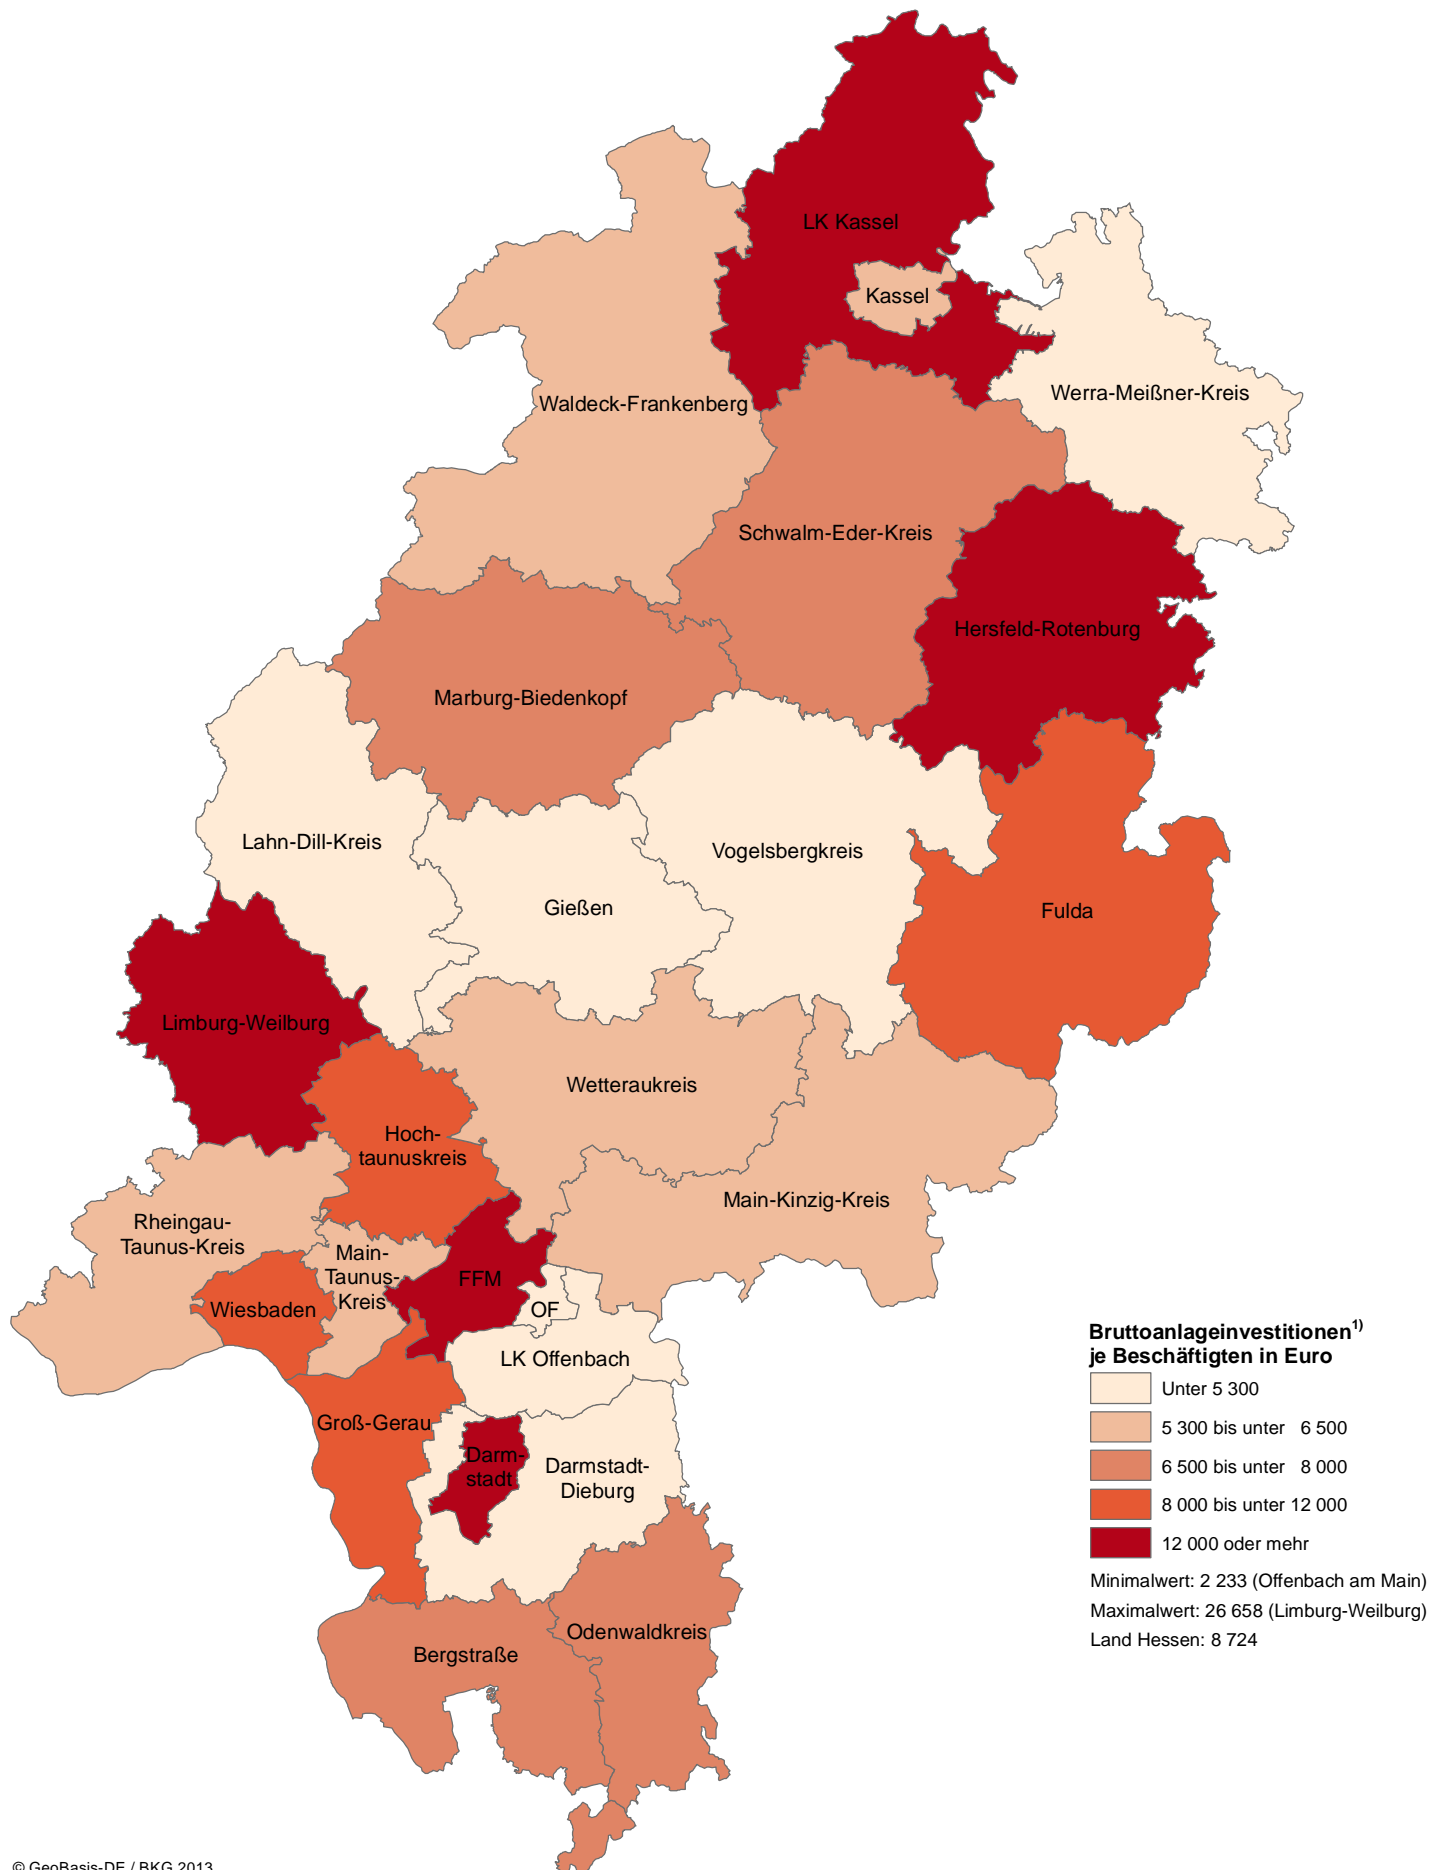 LK Kassel
Kassel
Werra-Meißner-Kreis
Waldeck-Frankenberg
Schwalm-Eder-Kreis
Hersfeld-Rotenburg
Marburg-Biedenkopf
Lahn-Dill-Kreis
Vogelsbergkreis
Gießen
Fulda
Limburg-Weilburg
Wetteraukreis
Hoch-
taunuskreis
Main-Kinzig-Kreis
Rheingau-
Taunus-Kreis
Main-
Taunus-
Kreis
FFM
Wiesbaden
OF
LK Offenbach
Groß-Gerau
Darm-
stadt
Darmstadt-
Dieburg
Odenwaldkreis
Bergstraße
Bruttoanlageinvestitionen¹⁾
je Beschäftigten in Euro
Unter 5 300
5 300 bis unter 6 500
6 500 bis unter 8 000
8 000 bis unter 12 000
12 000 oder mehr
Minimalwert: 2 233 (Offenbach am Main)
Maximalwert: 26 658 (Limburg-Weilburg)
Land Hessen: 8 724
© GeoBasis-DE / BKG 2013